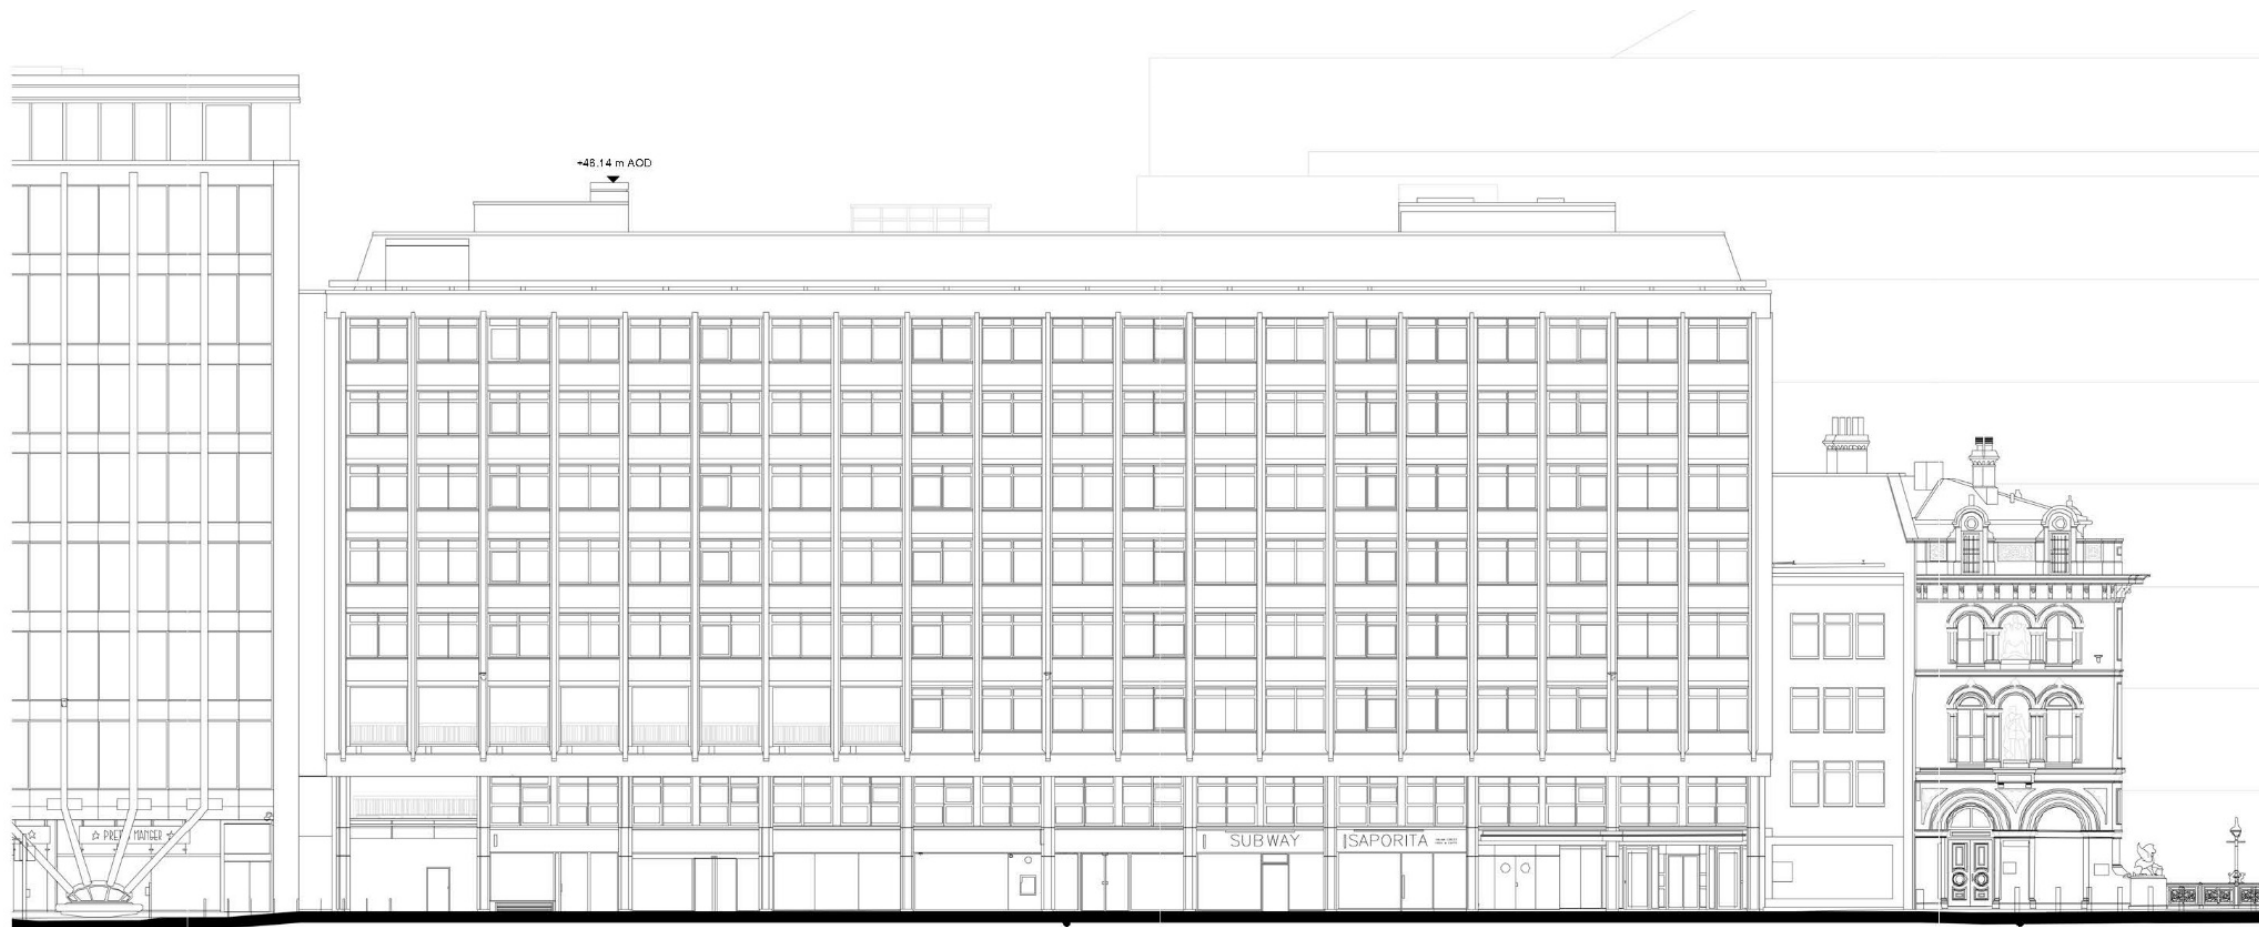 +46.14 m AOD
☆ PRET A MANGER ☆
SUBWAY
SAPORITA